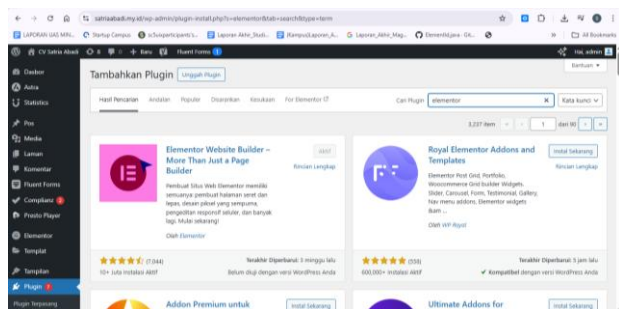 satriaabadi.my.id/wp-admin/plugin-install.php?s=elementor&tab=search&type=term
LAPORAN UAS MIN...
Startup Campus
Laporan Akhir_Studi...
Laporan_Akhir_Mag...
All Bookmarks
CV Satria Abadi
8
0
Baru
Fluent Forms
Hai, admin
Bantuan
Dasbor
Astra
Statistics
Pos
Media
Laman
Komentar
Fluent Forms
Complianz
Presto Player
Elementor
Templat
Tampilan
Plugin
Plugin Terpasang
Tambahkan Plugin
Unggah Plugin
Hasil Pencarian
Andalan
Populer
Disarankan
Kesukaan
For Elementor
Cari Plugin
elementor
Kata kunci
3.237 item
1
dari 90
Elementor Website Builder –
More Than Just a Page
Builder
Aktif
Rincian Lengkap
Pembuat Situs Web Elementor memiliki
semuanya: pembuat halaman seret dan
lepas, desain piksel yang sempurna,
pengeditan responsif seluler, dan banyak
lagi. Mulai sekarang!
Oleh Elementor
(7.044)
10+ Juta Instalasi Aktif
Terakhir Diperbarui: 3 minggu lalu
Belum diuji dengan versi WordPress Anda
Royal Elementor Addons and
Templates
Instal Sekarang
Rincian Lengkap
Elementor Post Grid, Portfolio,
Woocommerce Grid builder Widgets,
Slider, Carousel, Form, Testimonial, Gallery,
Nav menu addons, Elementor widgets
Oleh WP Royal
(558)
600,000+ Instalasi Aktif
Terakhir Diperbarui: 5 jam lalu
Kompatibel dengan versi WordPress Anda
Addon Premium untuk
Instal Sekarang
Ultimate Addons for
Instal Sekarang